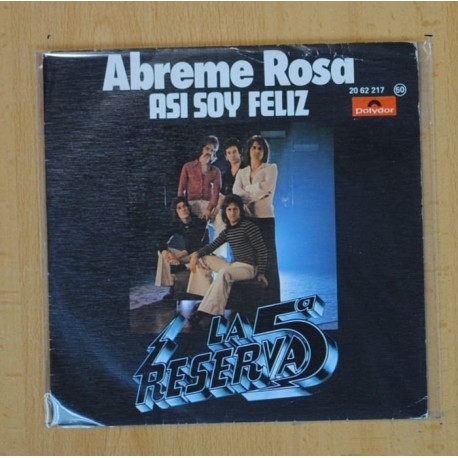 Abreme Rosa
ASI SOY FELIZ
20 62 217 50
Polydor
LA 5ª
RESERVA